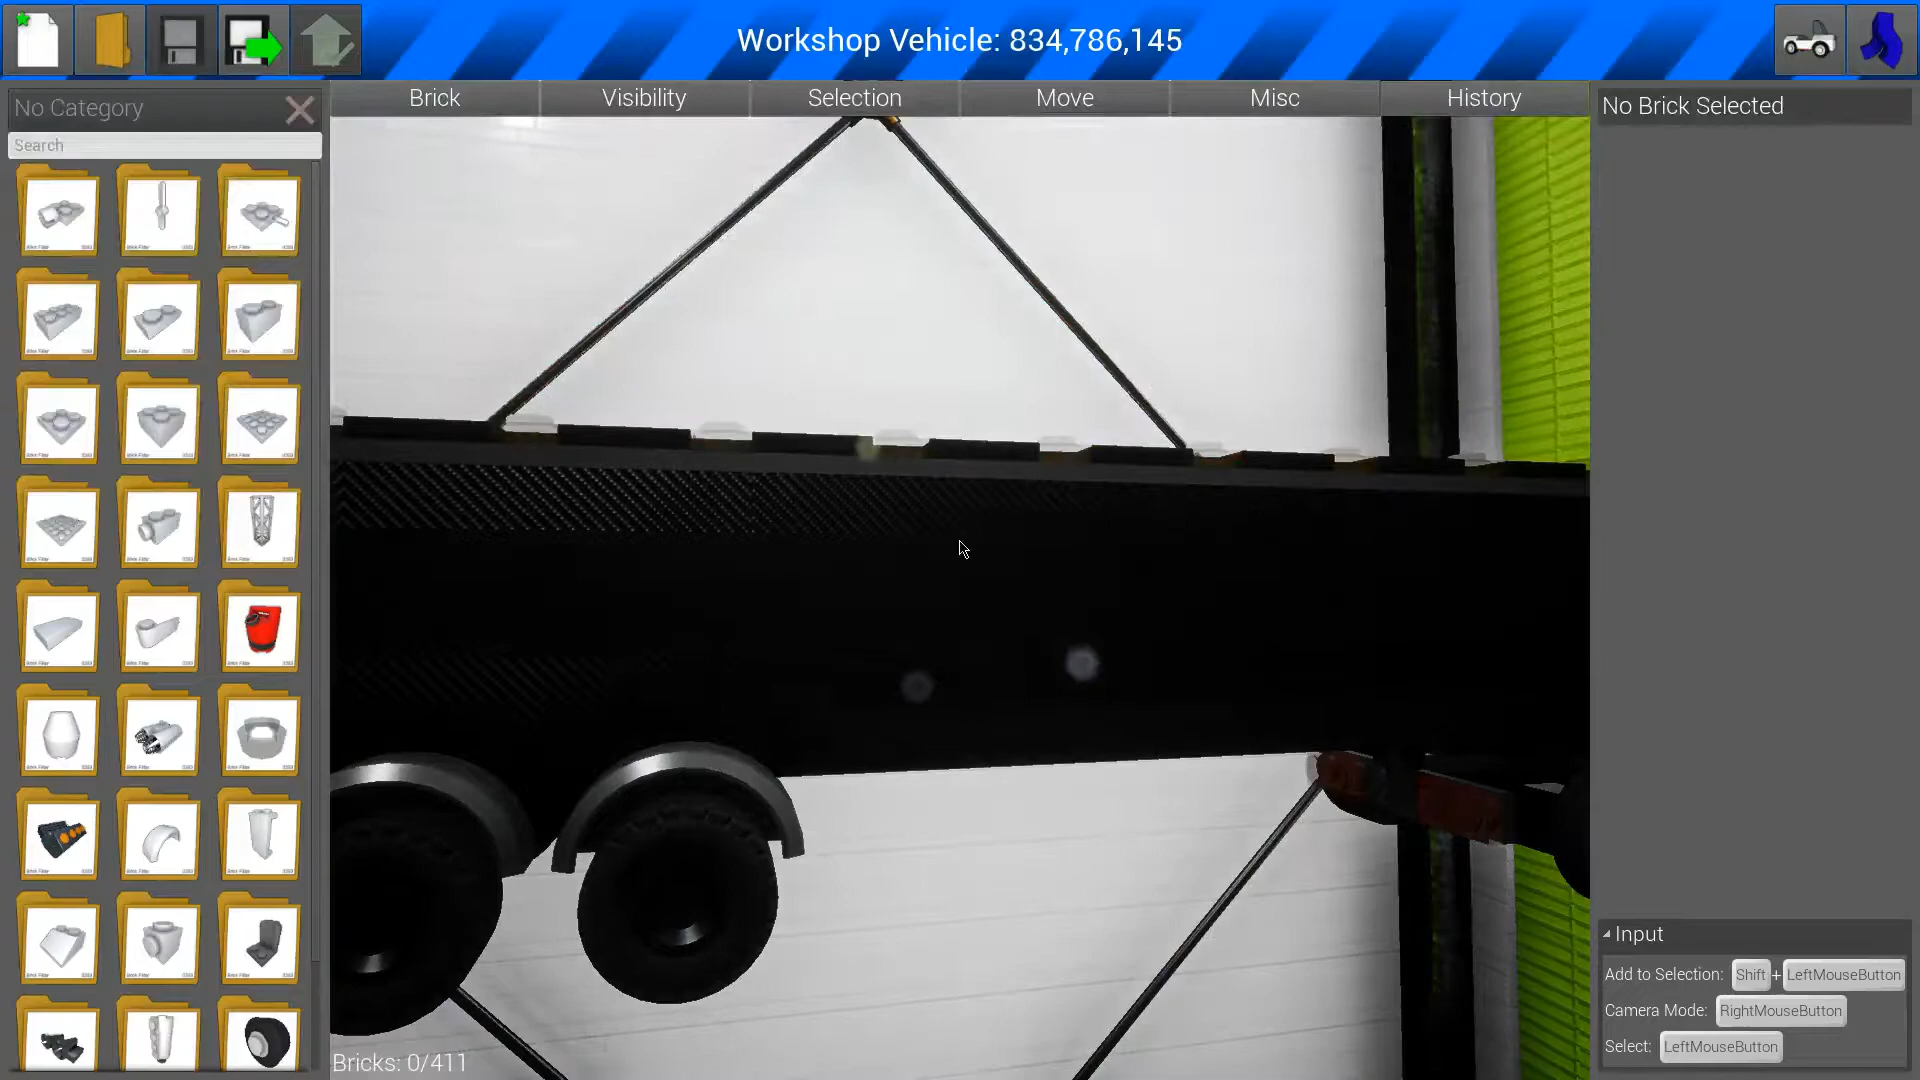 Workshop Vehicle: 834,786,145
No Category
Search
Brick
Visibility
Selection
Move
Misc
History
No Brick Selected
Bricks: 0/411
Input
Add to Selection: Shift + LeftMouseButton
Camera Mode: RightMouseButton
Select: LeftMouseButton